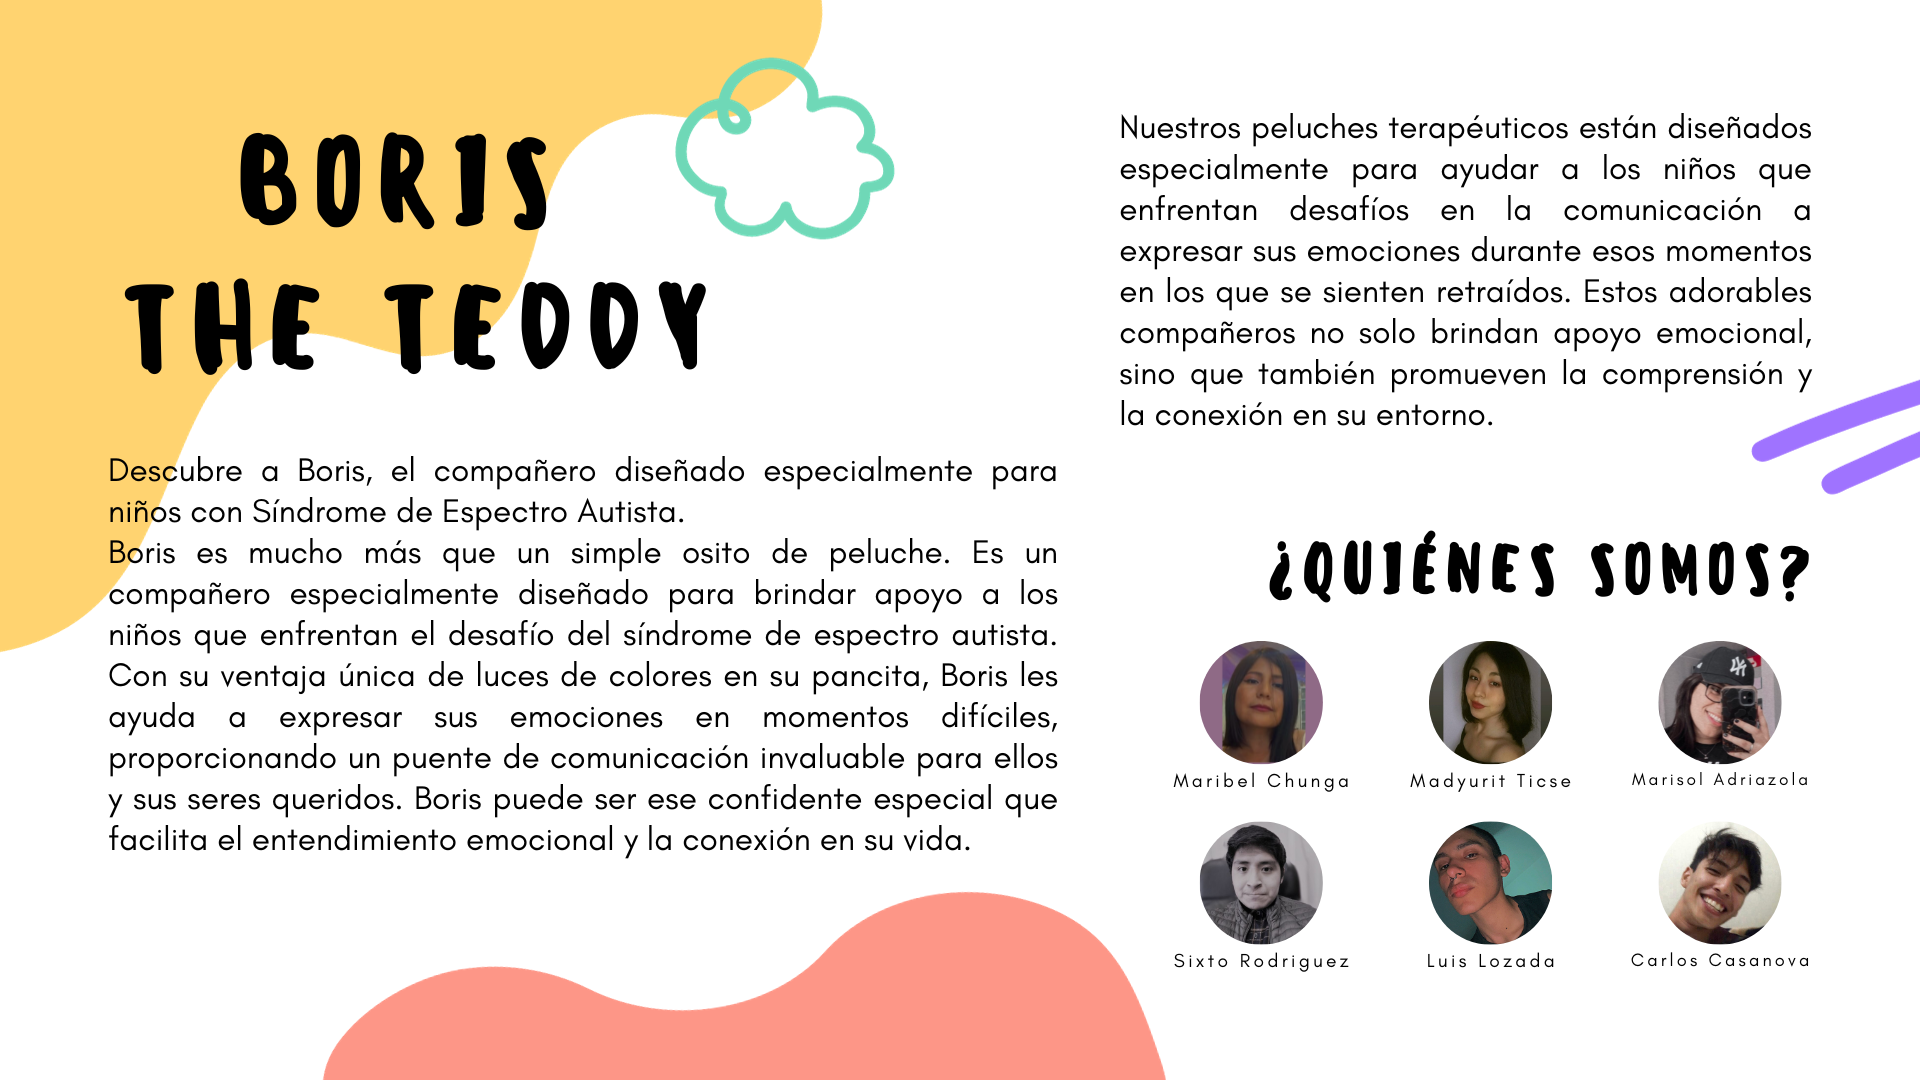 BORIS
THE TEDDY
Descubre a Boris, el compañero diseñado especialmente para
niños con Síndrome de Espectro Autista.
Boris es mucho más que un simple osito de peluche. Es un
compañero especialmente diseñado para brindar apoyo a los
niños que enfrentan el desafío del síndrome de espectro autista.
Con su ventaja única de luces de colores en su pancita, Boris les
ayuda a expresar sus emociones en momentos difíciles,
proporcionando un puente de comunicación invaluable para ellos
y sus seres queridos. Boris puede ser ese confidente especial que
facilita el entendimiento emocional y la conexión en su vida.
Nuestros peluches terapéuticos están diseñados
especialmente para ayudar a los niños que
enfrentan desafíos en la comunicación a
expresar sus emociones durante esos momentos
en los que se sienten retraídos. Estos adorables
compañeros no solo brindan apoyo emocional,
sino que también promueven la comprensión y
la conexión en su entorno.
¿QUIÉNES SOMOS?
Maribel Chunga
Madyurit Ticse
Marisol Adriazola
Sixto Rodriguez
Luis Lozada
Carlos Casanova